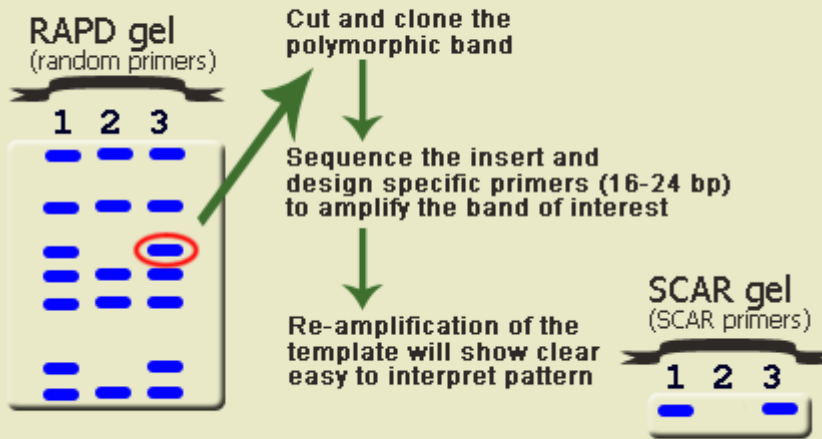 RAPD gel
(random primers)
1 2 3
Cut and clone the
polymorphic band
Sequence the insert and
design specific primers (16-24 bp)
to amplify the band of interest
Re-amplification of the
template will show clear
easy to interpret pattern
SCAR gel
(SCAR primers)
1 2 3